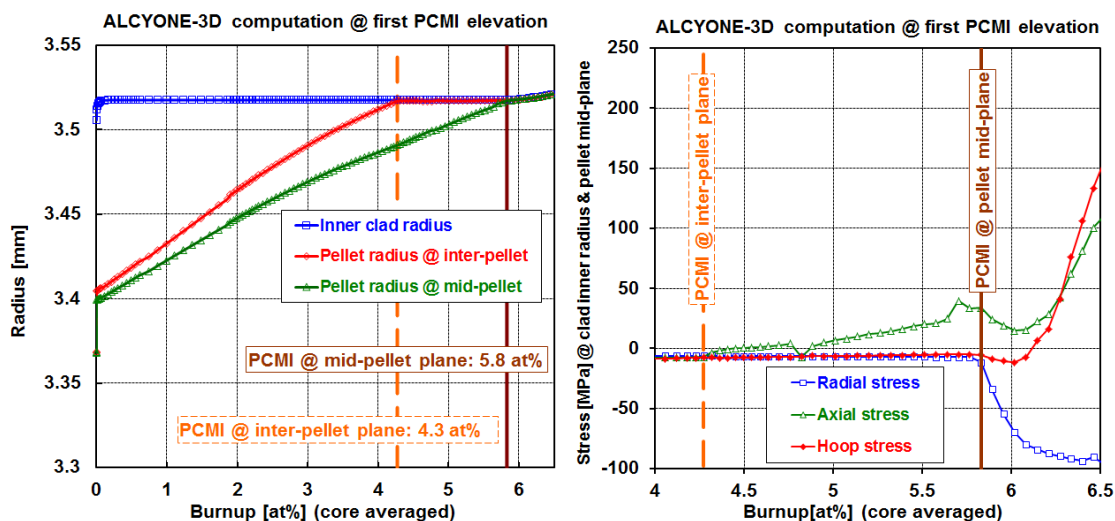 ALCYONE-3D computation @ first PCMI elevation
3.55
3.5
3.45
3.4
3.35
3.3
Radius [mm]
Inner clad radius
Pellet radius @ inter-pellet
Pellet radius @ mid-pellet
PCMI @ mid-pellet plane: 5.8 at%
PCMI @ inter-pellet plane: 4.3 at%
0 1 2 3 4 5 6
Burnup [at%] (core averaged)
ALCYONE-3D computation @ first PCMI elevation
250
200
150
100
50
0
-50
-100
Stress [MPa] @ clad inner radius & pellet mid-plane
PCMI @ inter-pellet plane
PCMI @ pellet mid-plane
Radial stress
Axial stress
Hoop stress
4 4.5 5 5.5 6 6.5
Burnup[at%] (core averaged)